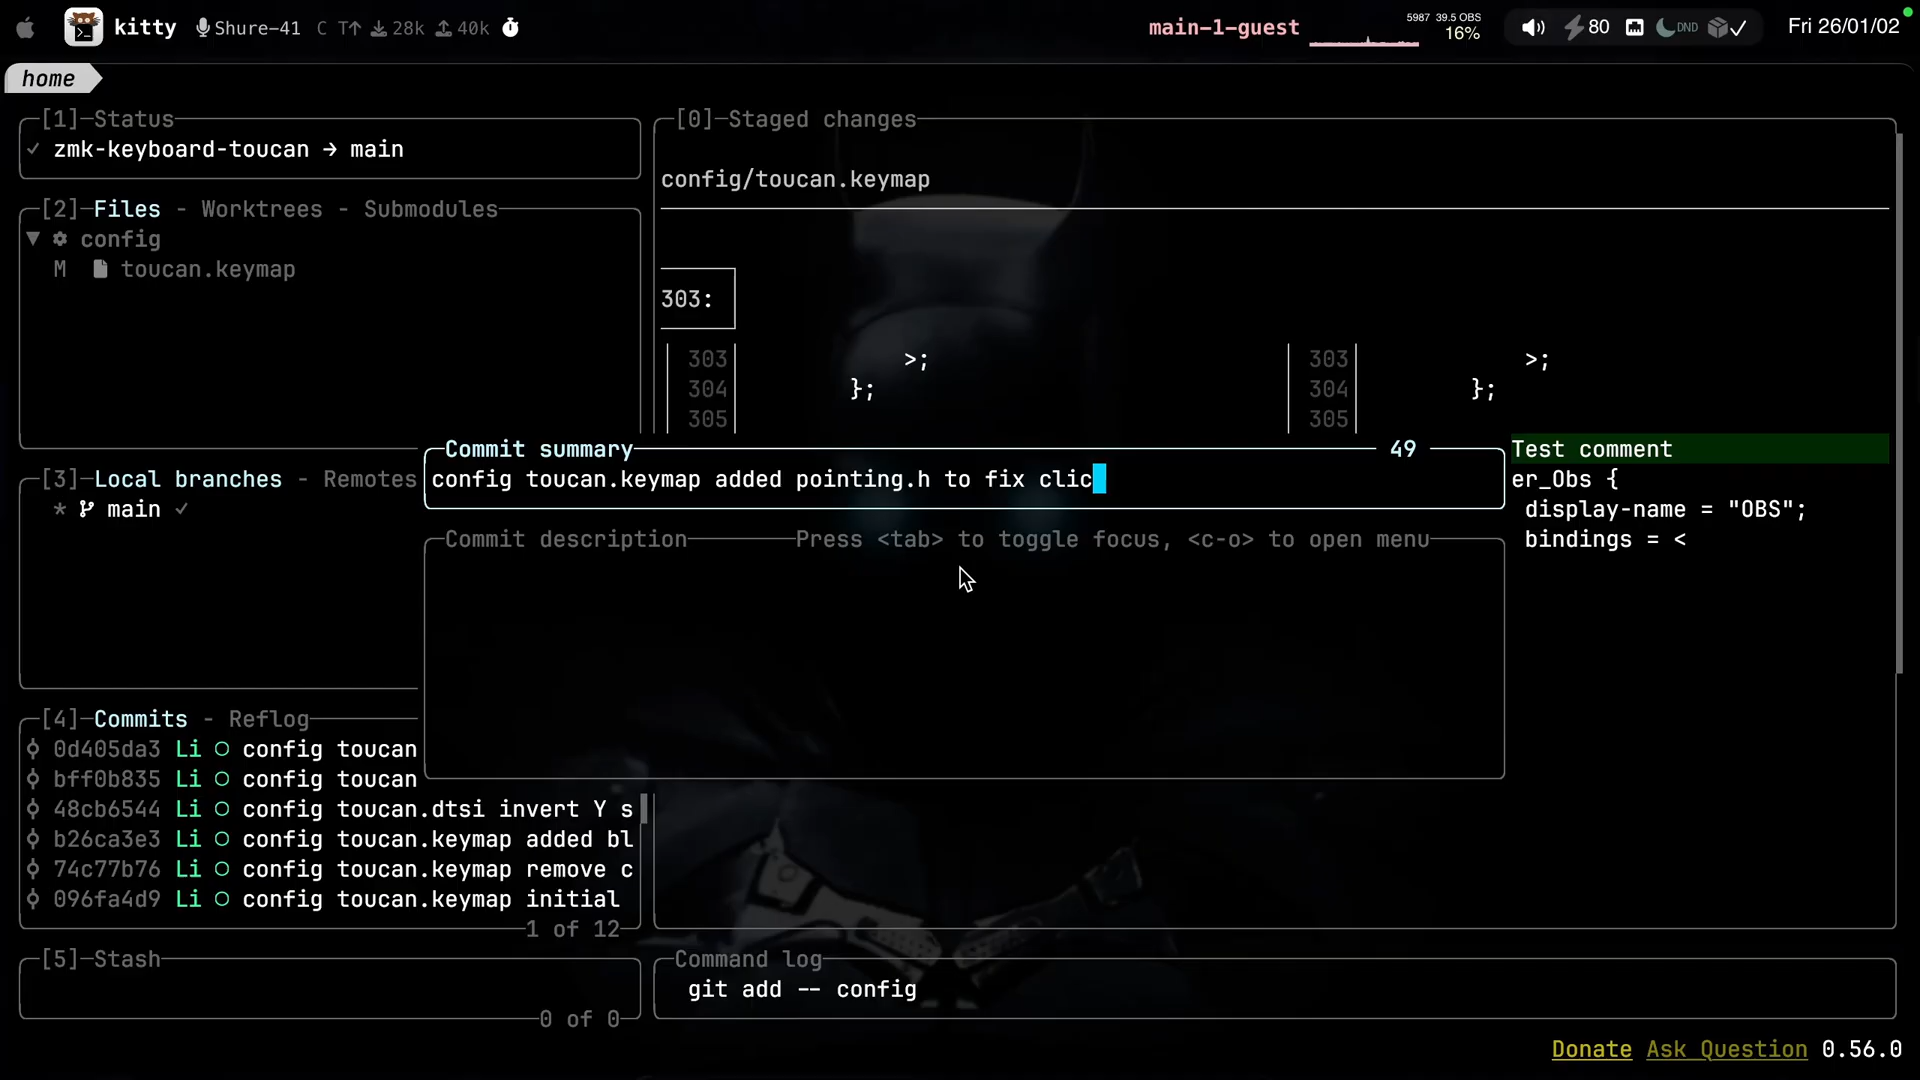 kitty Shure-41 C T↑ 28k 40k main-1-guest 5987 39.5 OBS 16% 80 DND Fri 26/01/02
home
[1]─Status
✓ zmk-keyboard-toucan → main
[2]─Files - Worktrees - Submodules
▼ config
M toucan.keymap
[3]─Local branches - Remotes
* main ✓
[4]─Commits - Reflog
0d405da3 Li ○ config toucan
bff0b835 Li ○ config toucan
48cb6544 Li ○ config toucan.dtsi invert Y s
b26ca3e3 Li ○ config toucan.keymap added bl
74c77b76 Li ○ config toucan.keymap remove c
096fa4d9 Li ○ config toucan.keymap initial
1 of 12
[5]─Stash
0 of 0
[0]─Staged changes
config/toucan.keymap
303:
303 >; 303 >;
304 }; 304 };
305 305
Test comment
er_Obs {
display-name = "OBS";
bindings = <
Commit summary 49
config toucan.keymap added pointing.h to fix clic
Commit description Press <tab> to toggle focus, <c-o> to open menu
Command log
git add -- config
Donate Ask Question 0.56.0